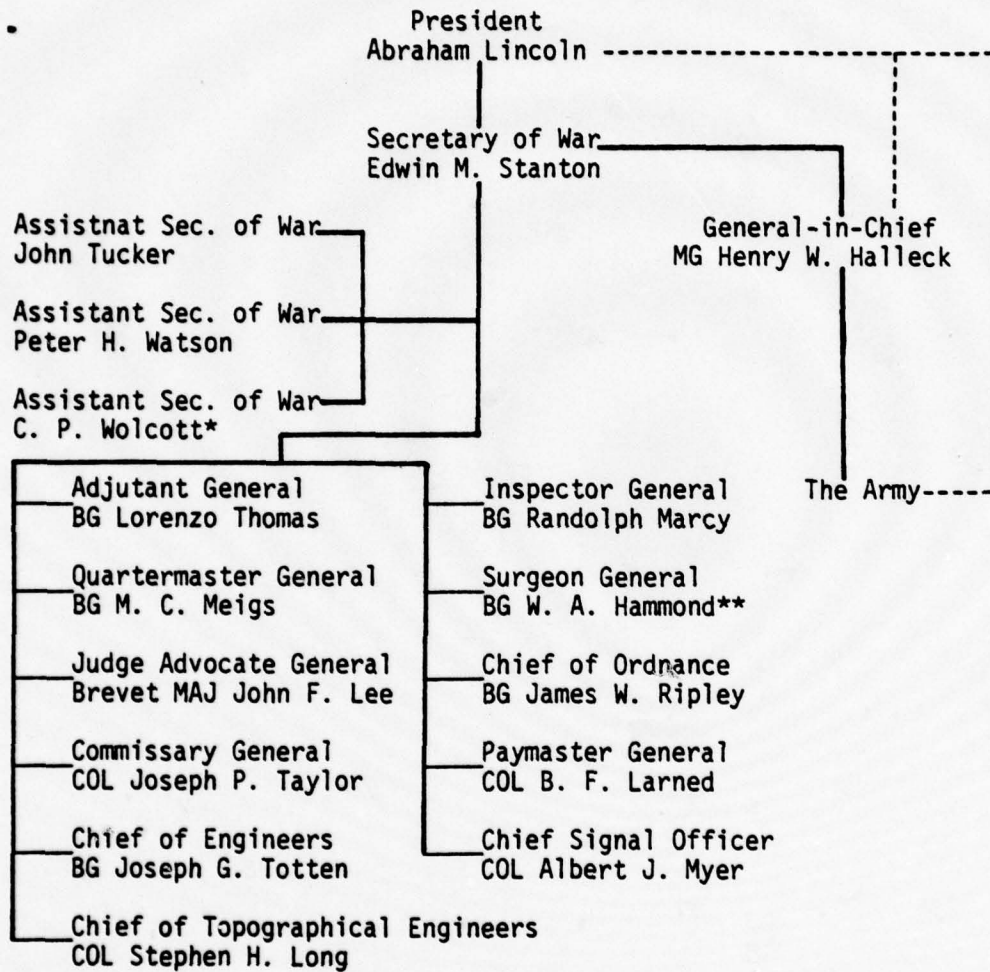 President
Abraham Lincoln
Secretary of War
Edwin M. Stanton
General-in-Chief
MG Henry W. Halleck
Assistnat Sec. of War
John Tucker
Assistant Sec. of War
Peter H. Watson
Assistant Sec. of War
C. P. Wolcott*
Adjutant General
BG Lorenzo Thomas
Quartermaster General
BG M. C. Meigs
Judge Advocate General
Brevet MAJ John F. Lee
Commissary General
COL Joseph P. Taylor
Chief of Engineers
BG Joseph G. Totten
Chief of Topographical Engineers
COL Stephen H. Long
Inspector General
BG Randolph Marcy
Surgeon General
BG W. A. Hammond**
Chief of Ordnance
BG James W. Ripley
Paymaster General
COL B. F. Larned
Chief Signal Officer
COL Albert J. Myer
The Army